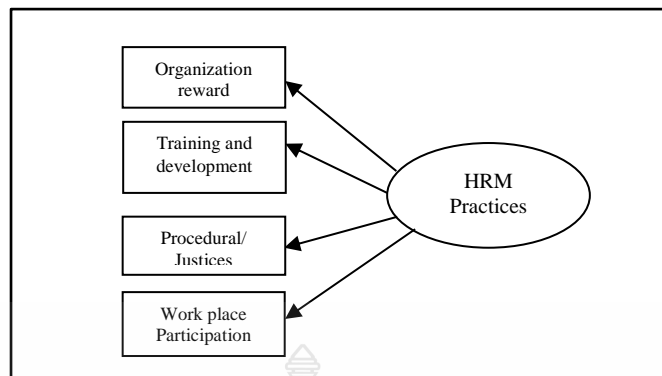 Organization
reward
Training and
development
Procedural/
Justices
Work place
Participation
HRM
Practices